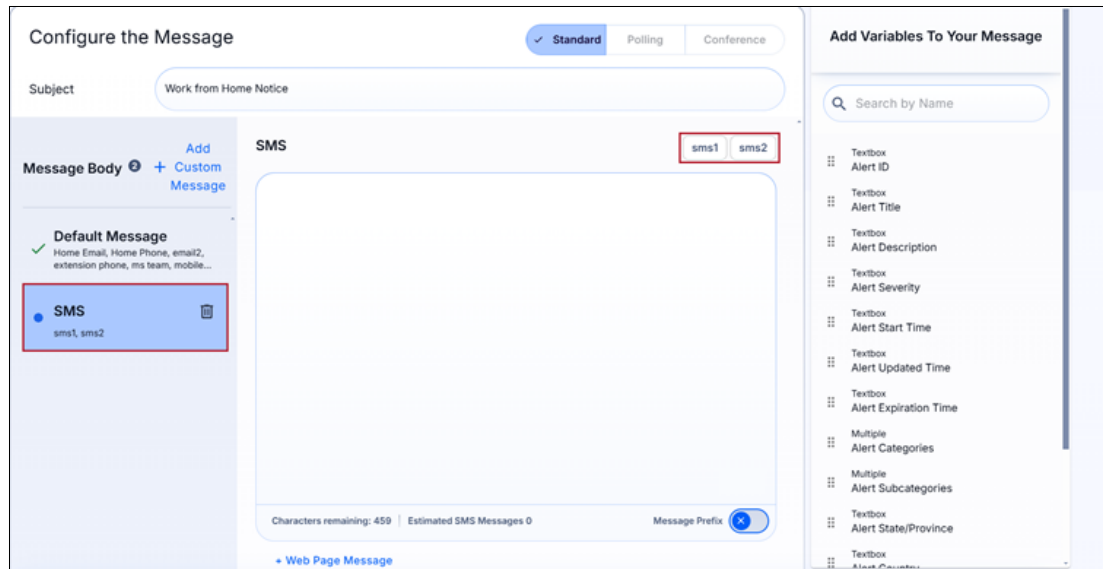 Configure the Message
Standard
Polling
Conference
Subject
Work from Home Notice
Message Body 2
+ Add Custom Message
Default Message
Home Email, Home Phone, email2,
extension phone, ms team, mobile...
SMS
sms1, sms2
SMS
sms1
sms2
Characters remaining: 459 | Estimated SMS Messages 0
Message Prefix
+ Web Page Message
Add Variables To Your Message
Search by Name
Textbox
Alert ID
Textbox
Alert Title
Textbox
Alert Description
Textbox
Alert Severity
Textbox
Alert Start Time
Textbox
Alert Updated Time
Textbox
Alert Expiration Time
Multiple
Alert Categories
Multiple
Alert Subcategories
Textbox
Alert State/Province
Textbox
Alert Country